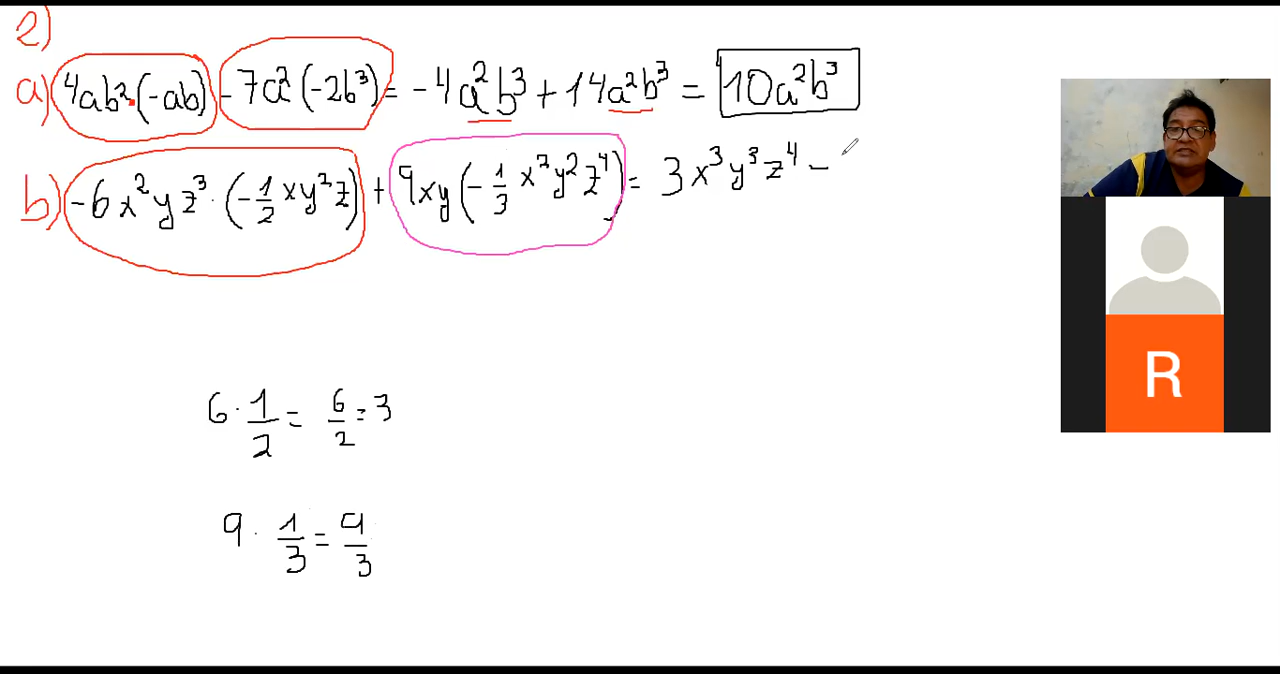 2)
a) 4ab²·(-ab) - 7a²(-2b³) = -4a²b³ + 14a²b³ = 10a²b³
b) -6x²yz³·(-1/2 xy²z) + 9xy(-1/3 x²y²z⁴) = 3x³y³z⁴ -
6·1/2 = 6/2 = 3
9·1/3 = 9/3
R